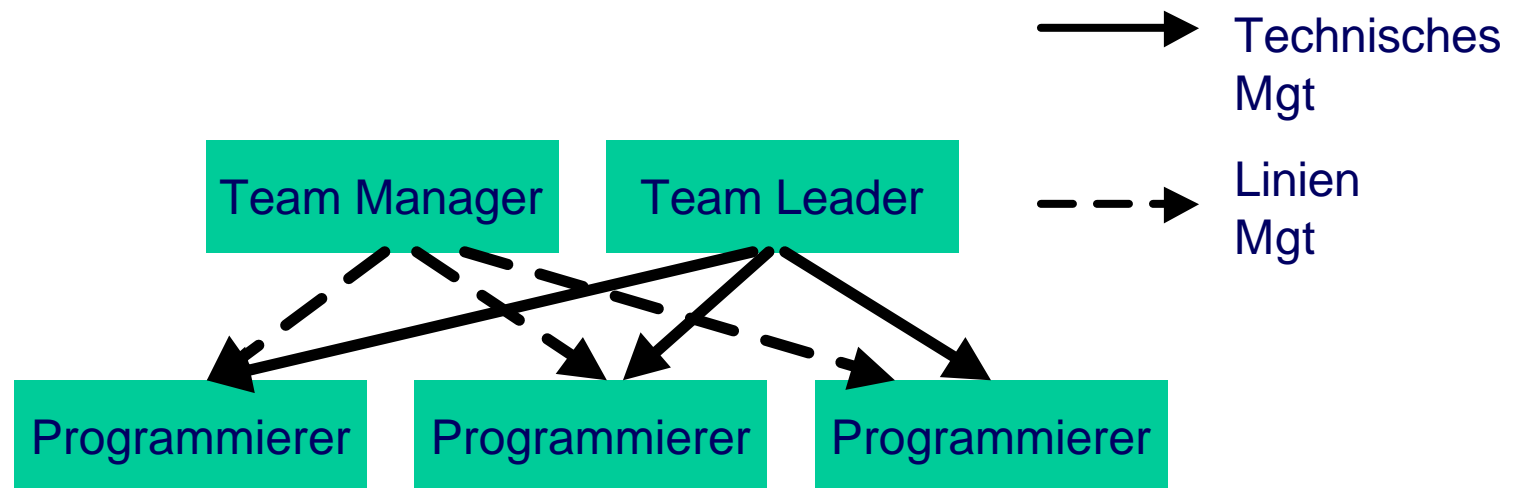 Technisches
Mgt
Team Manager
Team Leader
Linien
Mgt
Programmierer
Programmierer
Programmierer